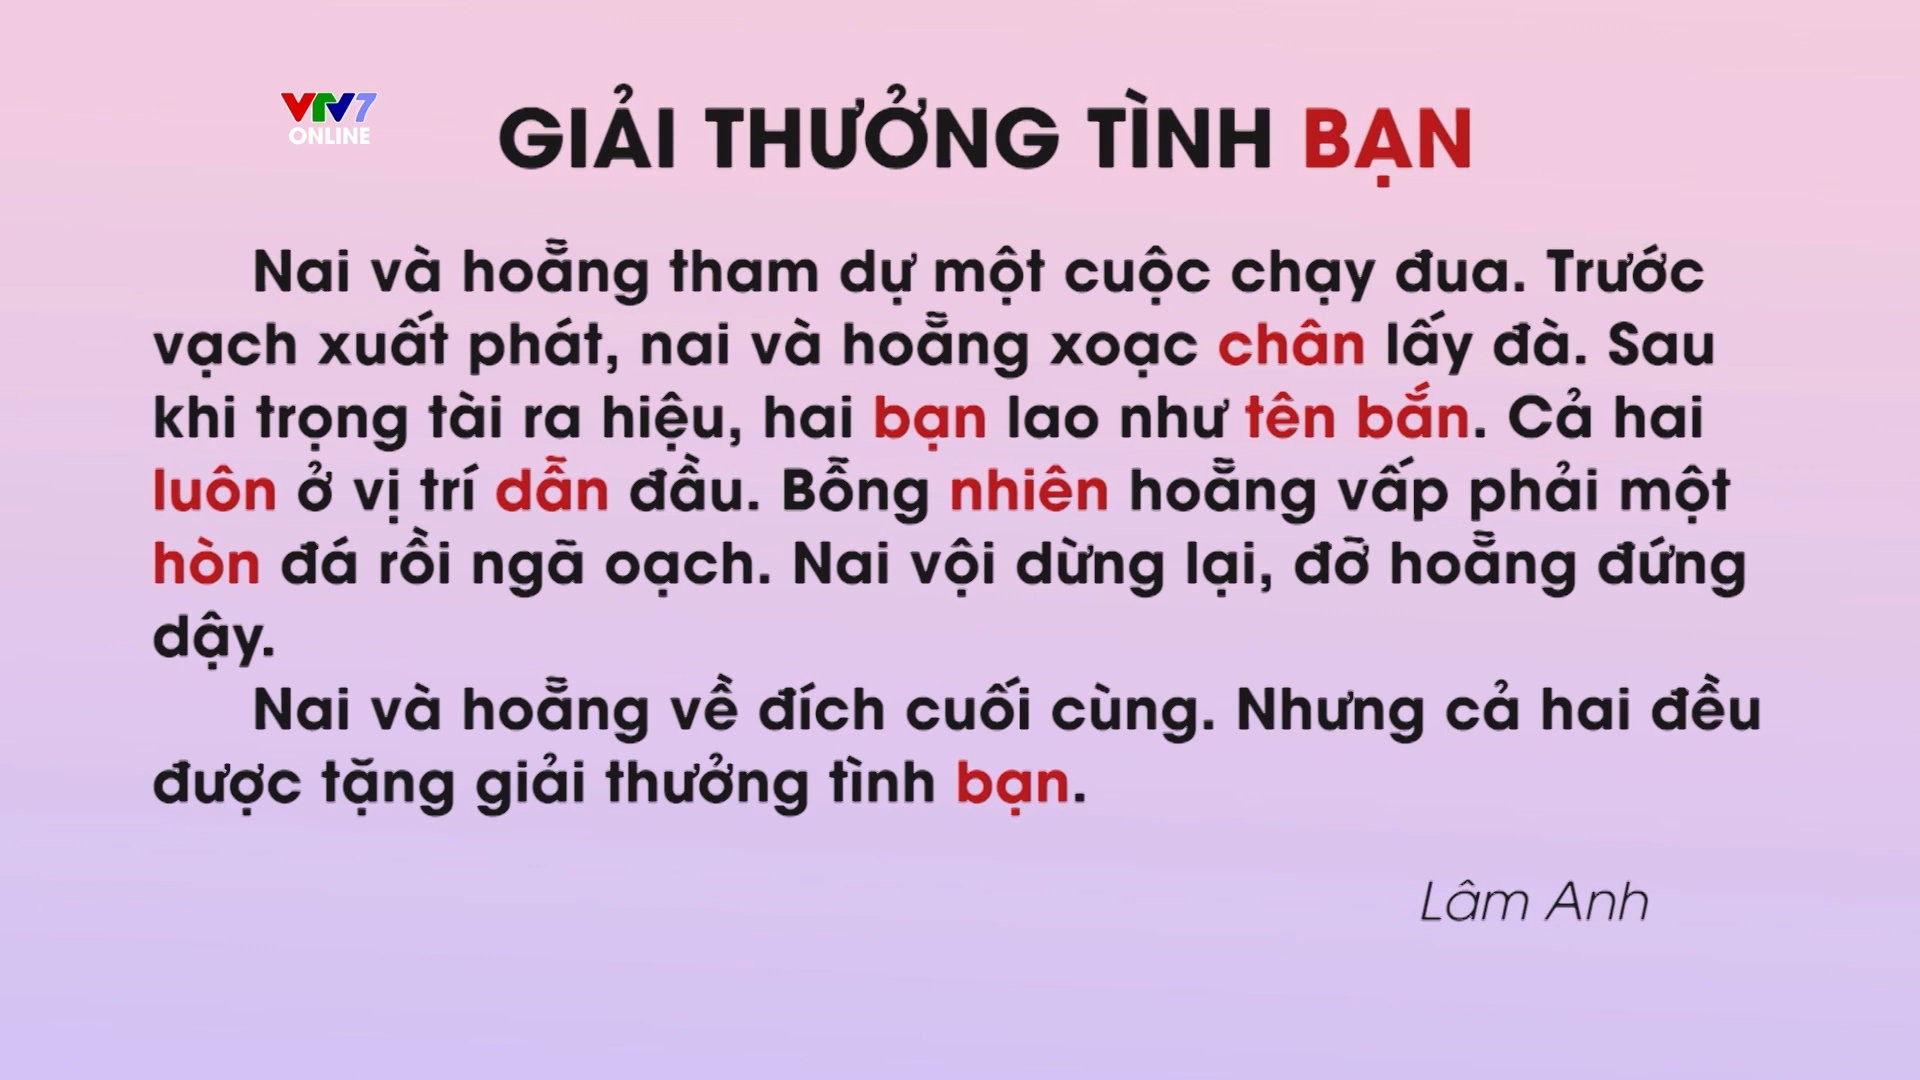 VTV7
ONLINE
GIẢI THƯỞNG TÌNH BẠN
Nai và hoẵng tham dự một cuộc chạy đua. Trước
vạch xuất phát, nai và hoẵng xoạc chân lấy đà. Sau
khi trọng tài ra hiệu, hai bạn lao như tên bắn. Cả hai
luôn ở vị trí dẫn đầu. Bỗng nhiên hoẵng vấp phải một
hòn đá rồi ngã oạch. Nai vội dừng lại, đỡ hoẵng đứng
dậy.
Nai và hoẵng về đích cuối cùng. Nhưng cả hai đều
được tặng giải thưởng tình bạn.
Lâm Anh